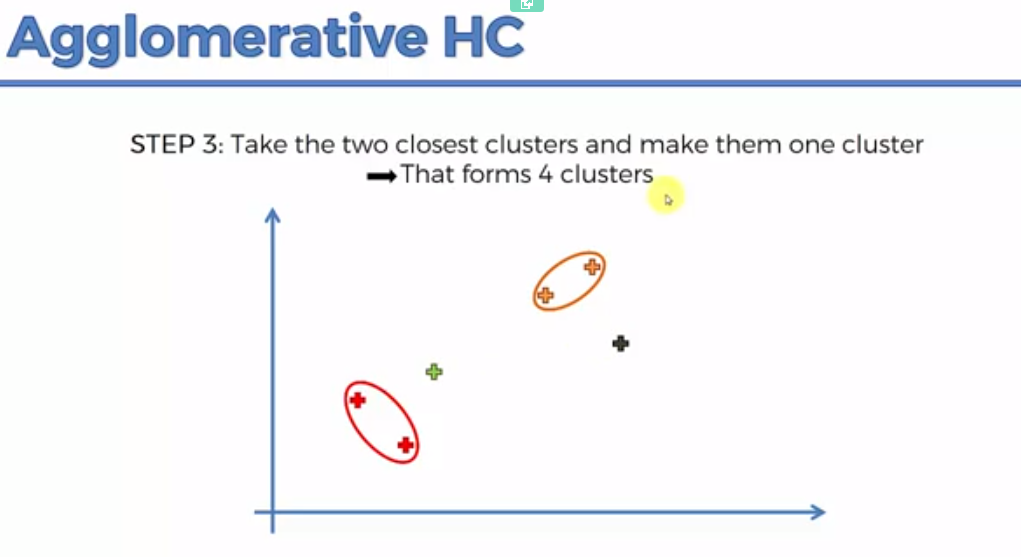 Agglomerative HC
STEP 3: Take the two closest clusters and make them one cluster
➡That forms 4 clusters